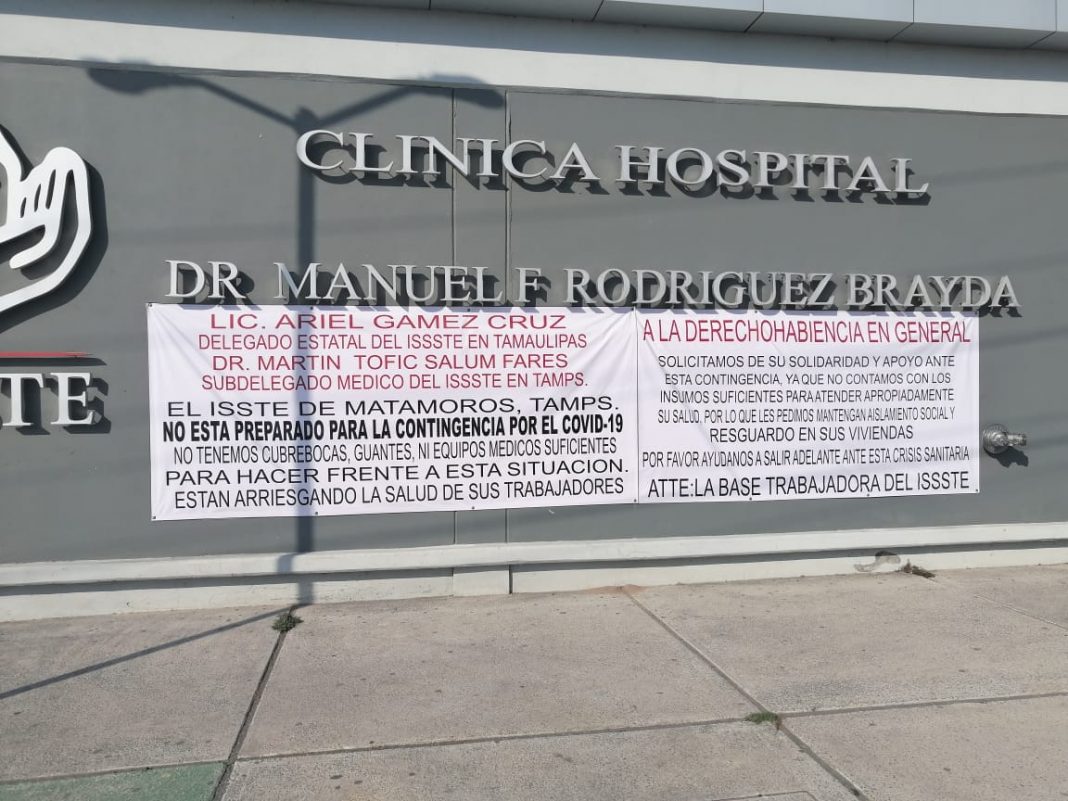 CLINICA HOSPITAL
DR MANUEL F RODRIGUEZ BRAYDA
STE
LIC. ARIEL GAMEZ CRUZ
DELEGADO ESTATAL DEL ISSSTE EN TAMAULIPAS
DR. MARTIN TOFIC SALUM FARES
SUBDELEGADO MEDICO DEL ISSSTE EN TAMPS.
EL ISSTE DE MATAMOROS, TAMPS.
NO ESTA PREPARADO PARA LA CONTINGENCIA POR EL COVID-19
NO TENEMOS CUBREBOCAS, GUANTES, NI EQUIPOS MEDICOS SUFICIENTES
PARA HACER FRENTE A ESTA SITUACION.
ESTAN ARRIESGANDO LA SALUD DE SUS TRABAJADORES
A LA DERECHOHABIENCIA EN GENERAL
SOLICITAMOS DE SU SOLIDARIDAD Y APOYO ANTE
ESTA CONTINGENCIA, YA QUE NO CONTAMOS CON LOS
INSUMOS SUFICIENTES PARA ATENDER APROPIADAMENTE
SU SALUD, POR LO QUE LES PEDIMOS MANTENGAN AISLAMIENTO SOCIAL Y
RESGUARDO EN SUS VIVIENDAS
POR FAVOR AYUDANOS A SALIR ADELANTE ANTE ESTA CRISIS SANITARIA
ATTE:LA BASE TRABAJADORA DEL ISSSTE